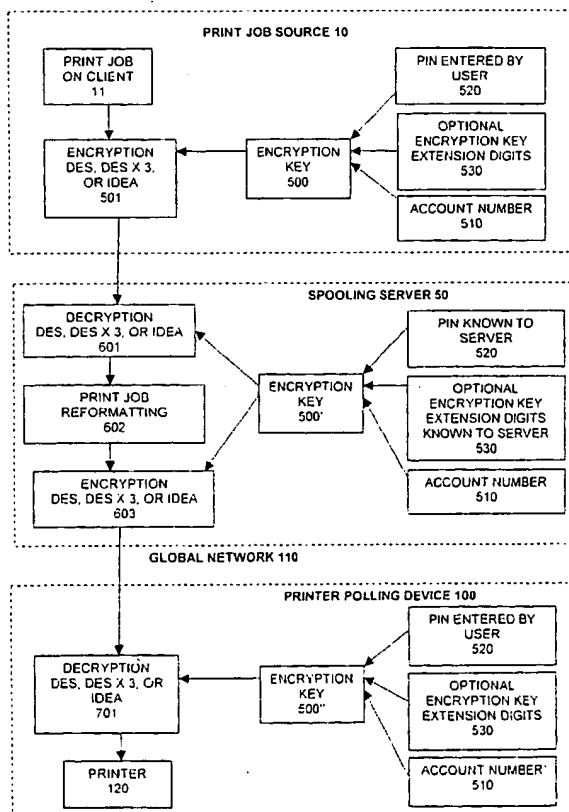 PRINT JOB SOURCE 10
PRINT JOB
ON CLIENT
11
PIN ENTERED BY
USER
520
ENCRYPTION
DES, DES X 3,
OR IDEA
501
ENCRYPTION
KEY
500
OPTIONAL
ENCRYPTION KEY
EXTENSION DIGITS
530
ACCOUNT NUMBER
510
SPOOLING SERVER 50
DECRYPTION
DES, DES X 3, OR IDEA
601
PIN KNOWN TO
SERVER
520
PRINT JOB
REFORMATTING
602
ENCRYPTION
KEY
500'
OPTIONAL
ENCRYPTION KEY
EXTENSION DIGITS
KNOWN TO SERVER
530
ENCRYPTION
DES, DES X 3, OR IDEA
603
ACCOUNT NUMBER
510
GLOBAL NETWORK 110
PRINTER POLLING DEVICE 100
PIN ENTERED BY
USER
520
DECRYPTION
DES, DES X 3, OR
IDEA
701
ENCRYPTION
KEY
500"
OPTIONAL
ENCRYPTION KEY
EXTENSION DIGITS
530
PRINTER
120
ACCOUNT NUMBER
510